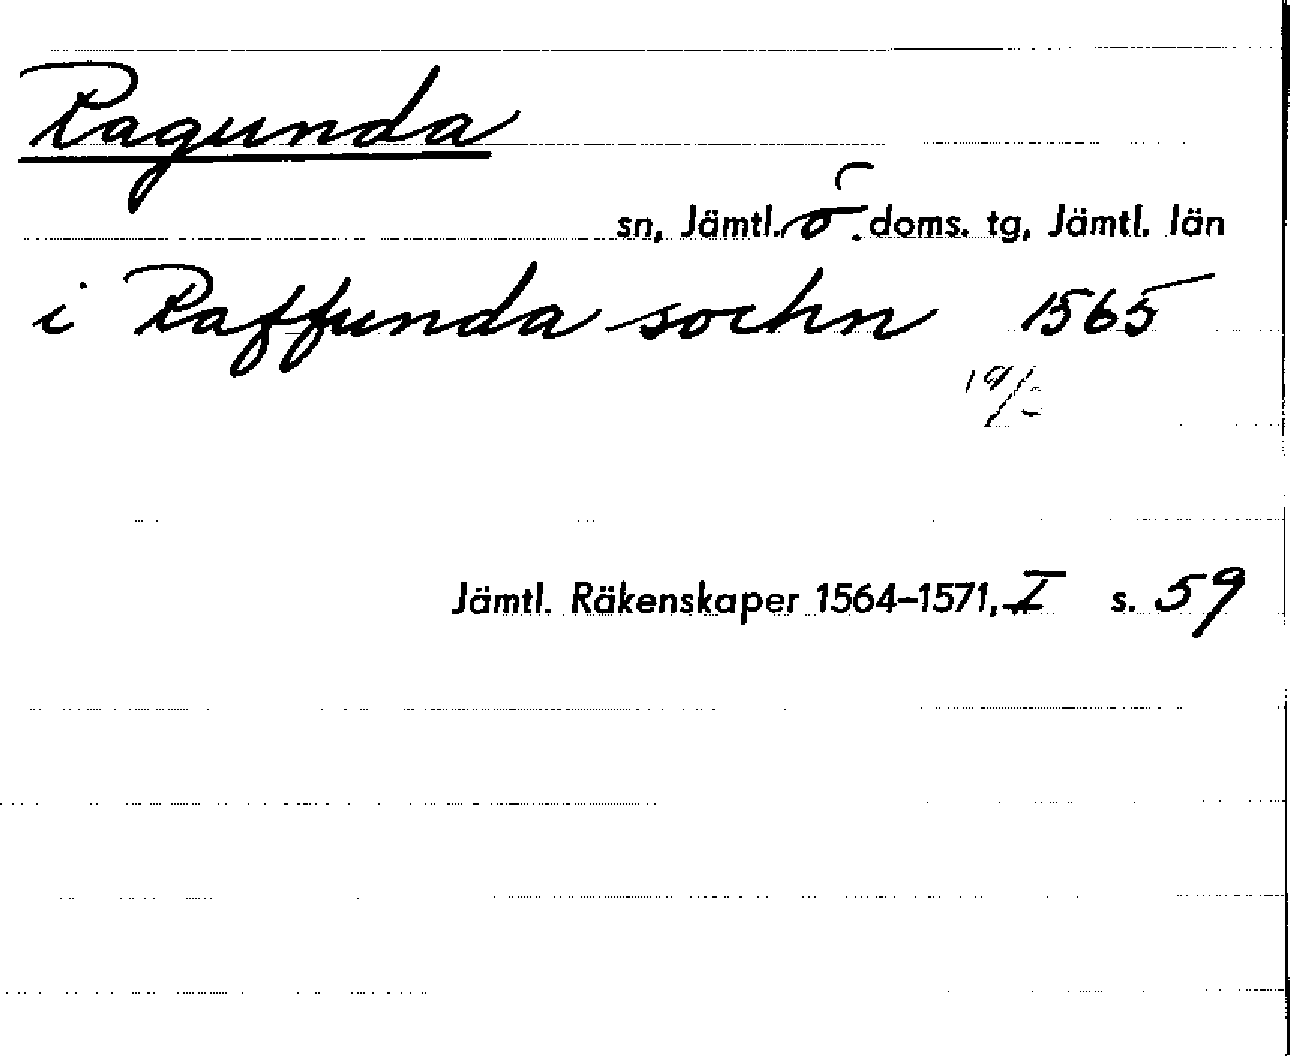 Ragunda
sn, Jämtl. ö. doms. tg, Jämtl. län
i Raffunda sochn 1565
Jämtl. Räkenskaper 1564–1571, I s. 59